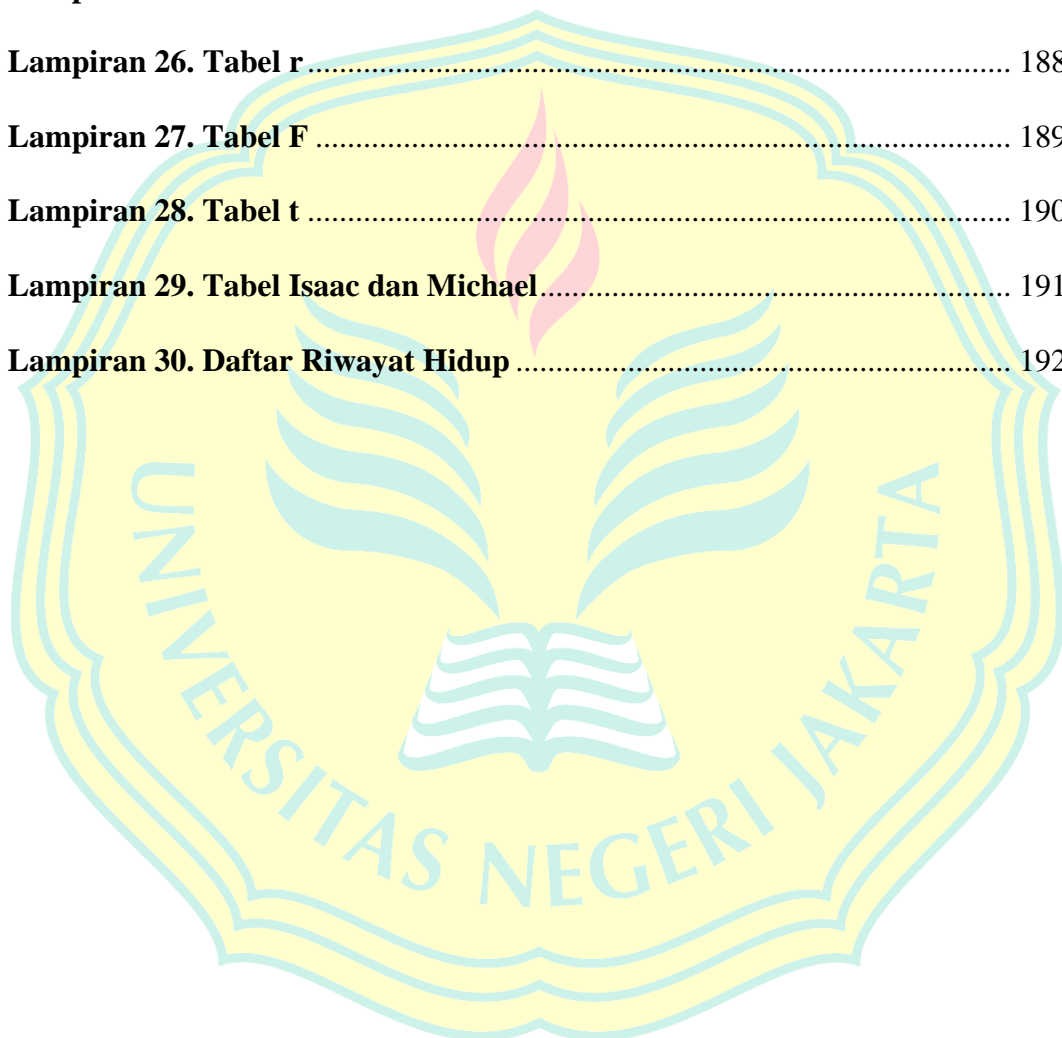 Lampiran 26. Tabel r........................................................................................ 188
Lampiran 27. Tabel F ....................................................................................... 189
Lampiran 28. Tabel t ........................................................................................ 190
Lampiran 29. Tabel Isaac dan Michael........................................................... 191
Lampiran 30. Daftar Riwayat Hidup .............................................................. 192
UNIVERSITAS NEGERI JAKARTA